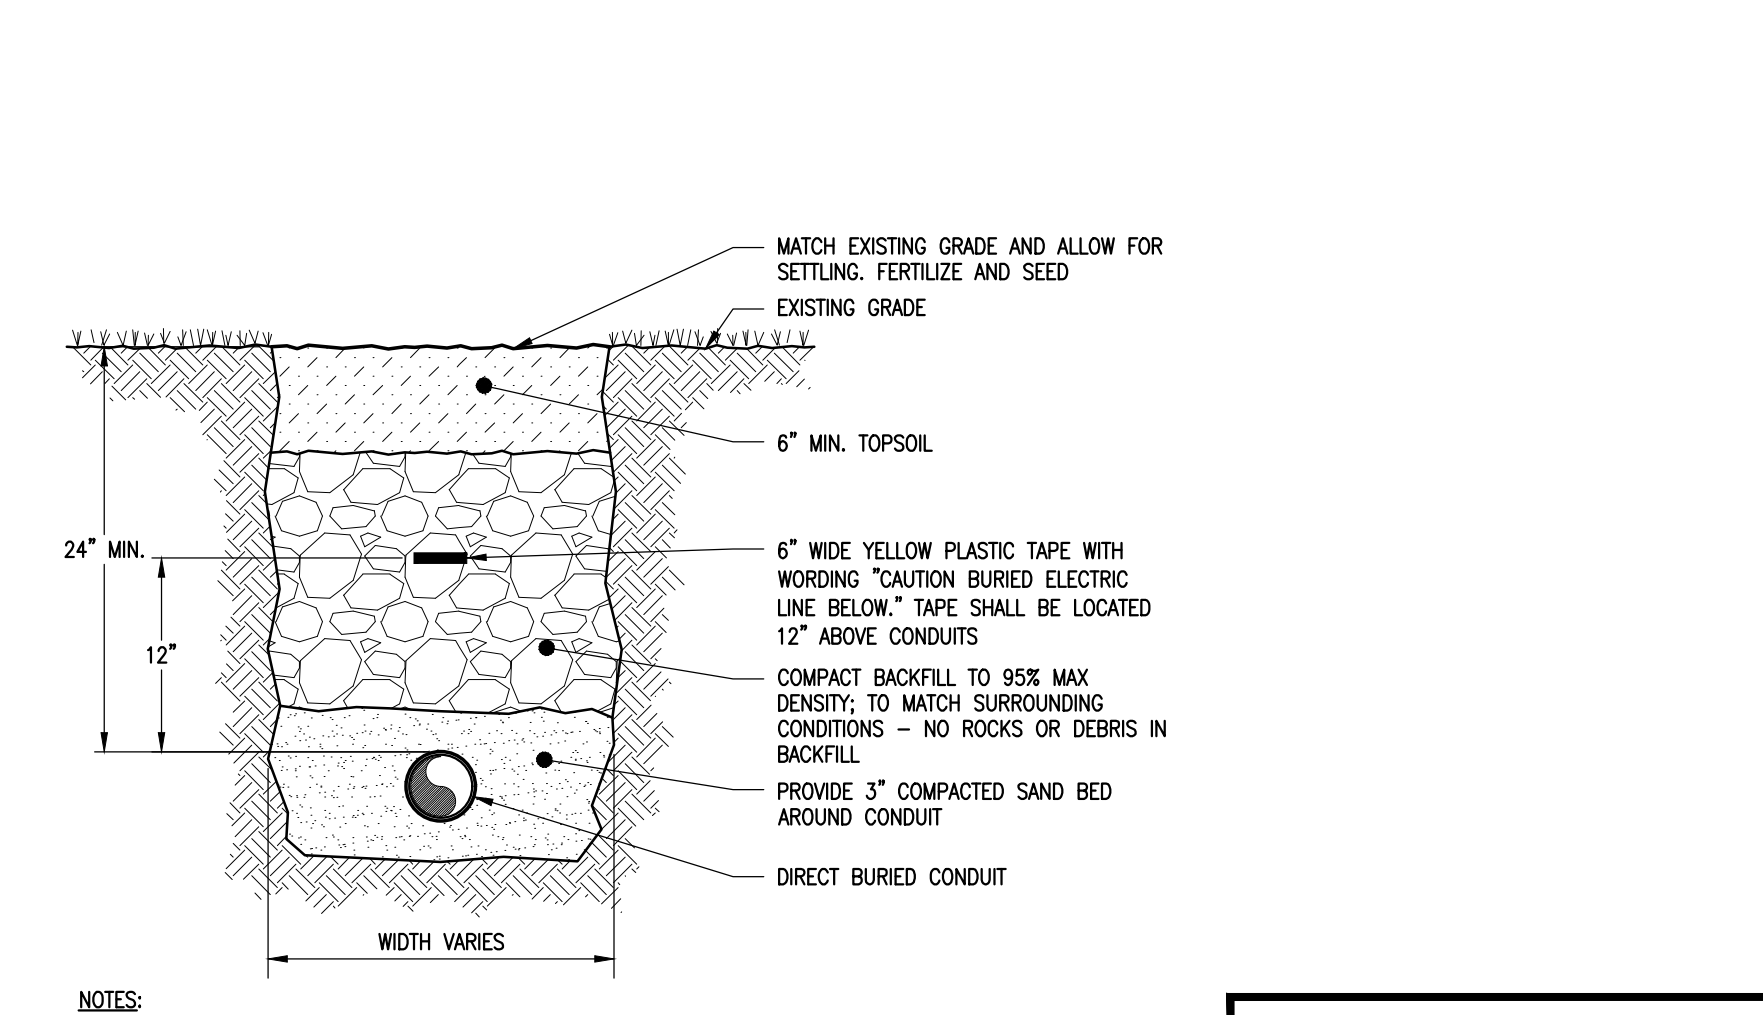 MATCH EXISTING GRADE AND ALLOW FOR
SETTLING. FERTILIZE AND SEED
EXISTING GRADE
6” MIN. TOPSOIL
24” MIN.
6” WIDE YELLOW PLASTIC TAPE WITH
WORDING ”CAUTION BURIED ELECTRIC
LINE BELOW.” TAPE SHALL BE LOCATED
12” ABOVE CONDUITS
12”
COMPACT BACKFILL TO 95% MAX
DENSITY; TO MATCH SURROUNDING
CONDITIONS – NO ROCKS OR DEBRIS IN
BACKFILL
PROVIDE 3” COMPACTED SAND BED
AROUND CONDUIT
DIRECT BURIED CONDUIT
WIDTH VARIES
NOTES: